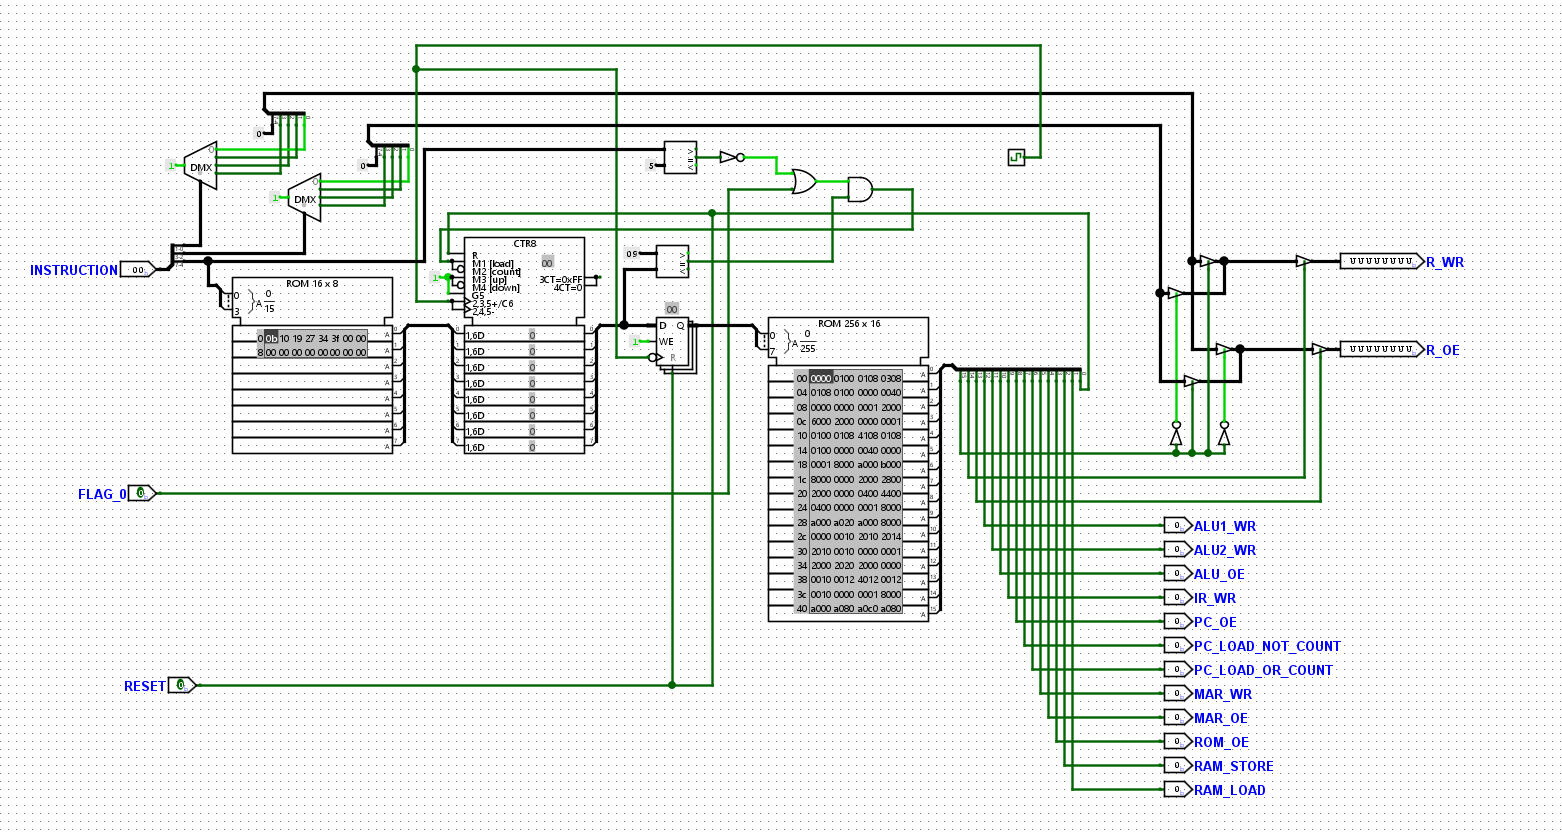 0
1
DMX
0
0
0
1
DMX
0
≥
=
≤
5
INSTRUCTION
00
CTR8
R
M1 [load]
M2 [count]
M3 [up]
M4 [down]
G5
2,3,5+/C6
2,4,5-
00
3CT=0xFF
4CT=0
1
09
R_WR
UUUUUUUU
R_OE
UUUUUUUU
ROM 16 x 8
0
3
A
0
15
0 0b 10 19 27 34 3f 00 00
8 00 00 00 00 00 00 00 00
1,6D 0
1,6D 0
1,6D 0
1,6D 0
1,6D 0
1,6D 0
1,6D 0
1,6D 0
00
D Q
1 WE
R
ROM 256 x 16
0
7
A
0
255
00 0000 0100 0108 0308
04 0108 0100 0000 0040
08 0000 0000 0001 2000
0c 6000 2000 0000 0001
10 0100 0108 4108 0108
14 0100 0000 0040 0000
18 0001 8000 a000 b000
1c 8000 0000 2000 2800
20 2000 0000 0400 4400
24 0400 0000 0001 8000
28 a000 a020 a000 8000
2c 0000 0010 2010 2014
30 2010 0010 0000 0001
34 2000 2020 2000 0000
38 0010 0012 4012 0012
3c 0010 0000 0001 8000
40 a000 a080 a0c0 a080
FLAG_0 0
RESET 0
0 ALU1_WR
0 ALU2_WR
0 ALU_OE
0 IR_WR
0 PC_OE
0 PC_LOAD_NOT_COUNT
0 PC_LOAD_OR_COUNT
0 MAR_WR
0 MAR_OE
0 ROM_OE
0 RAM_STORE
0 RAM_LOAD